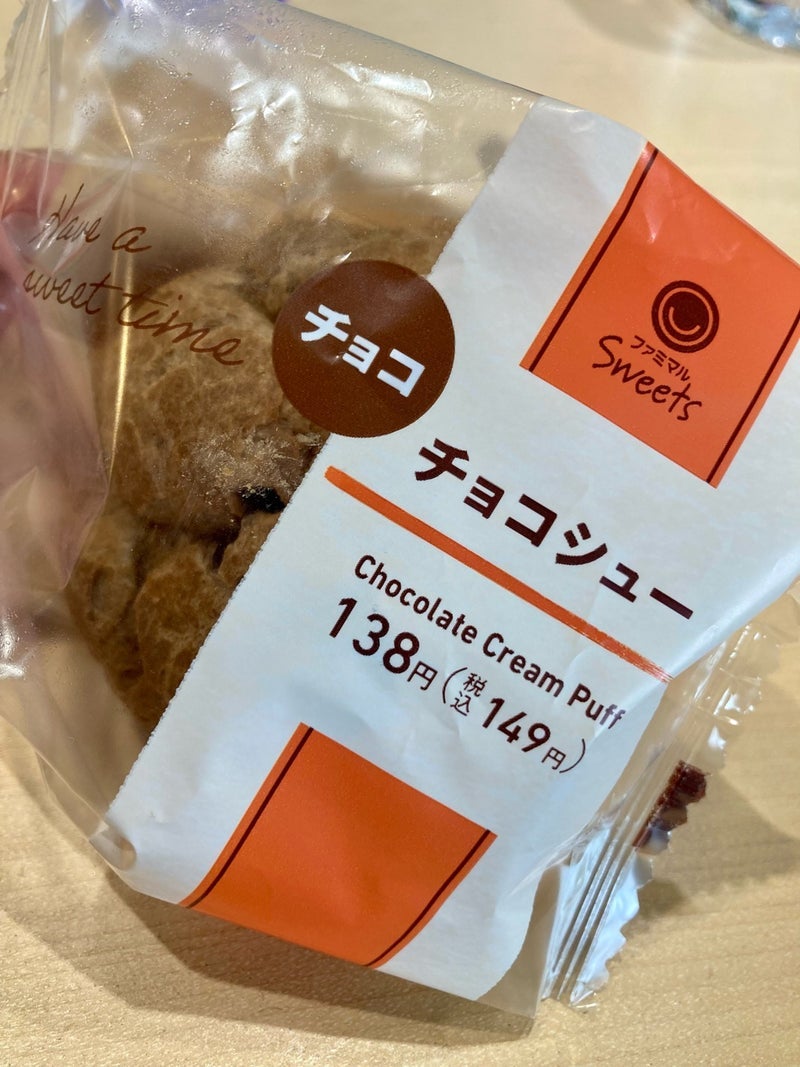 Have a
sweet time
チョコ
ファミマル
Sweets
チョコシュー
Chocolate Cream Puff
138円(税込149円)